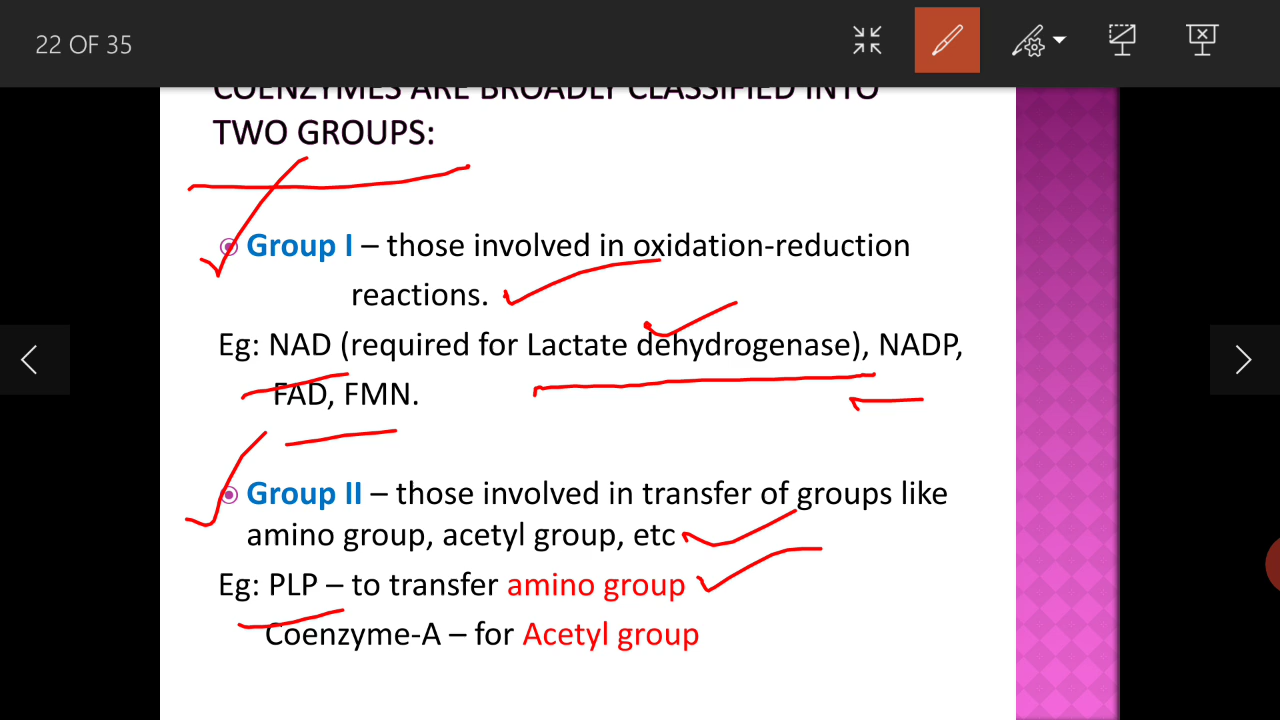 22 OF 35
COENZYMES ARE BROADLY CLASSIFIED INTO
TWO GROUPS:
Group I – those involved in oxidation-reduction
reactions.
Eg: NAD (required for Lactate dehydrogenase), NADP,
FAD, FMN.
Group II – those involved in transfer of groups like
amino group, acetyl group, etc
Eg: PLP – to transfer amino group
Coenzyme-A – for Acetyl group